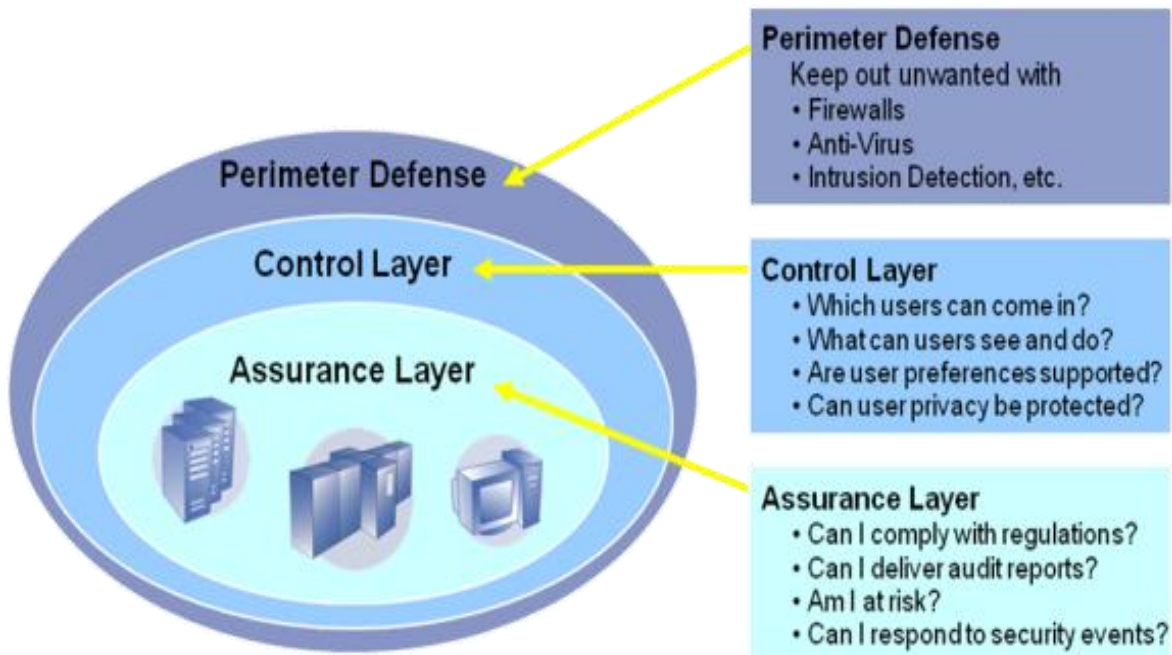 Perimeter Defense
Control Layer
Assurance Layer
Perimeter Defense
Keep out unwanted with
• Firewalls
• Anti-Virus
• Intrusion Detection, etc.
Control Layer
• Which users can come in?
• What can users see and do?
• Are user preferences supported?
• Can user privacy be protected?
Assurance Layer
• Can I comply with regulations?
• Can I deliver audit reports?
• Am I at risk?
• Can I respond to security events?